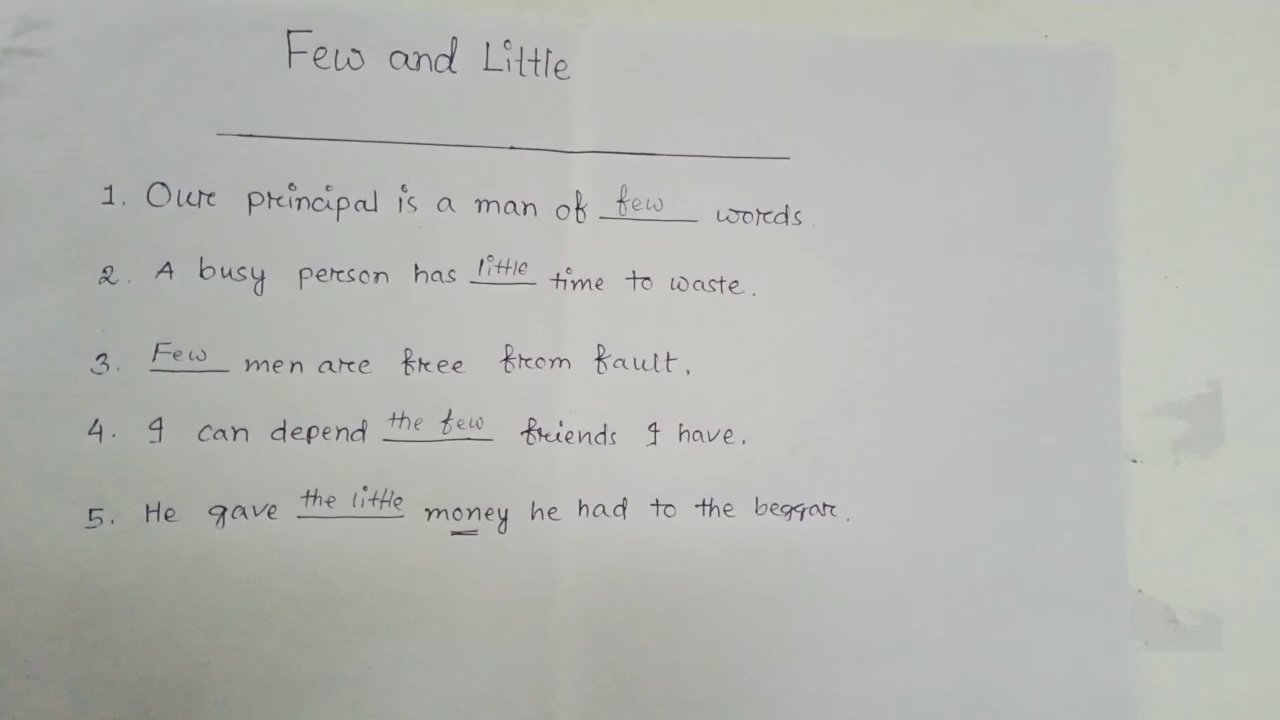 Few and Little
1. Our principal is a man of few words.
2. A busy person has little time to waste.
3. Few men are free from fault.
4. I can depend the few friends I have.
5. He gave the little money he had to the beggar.